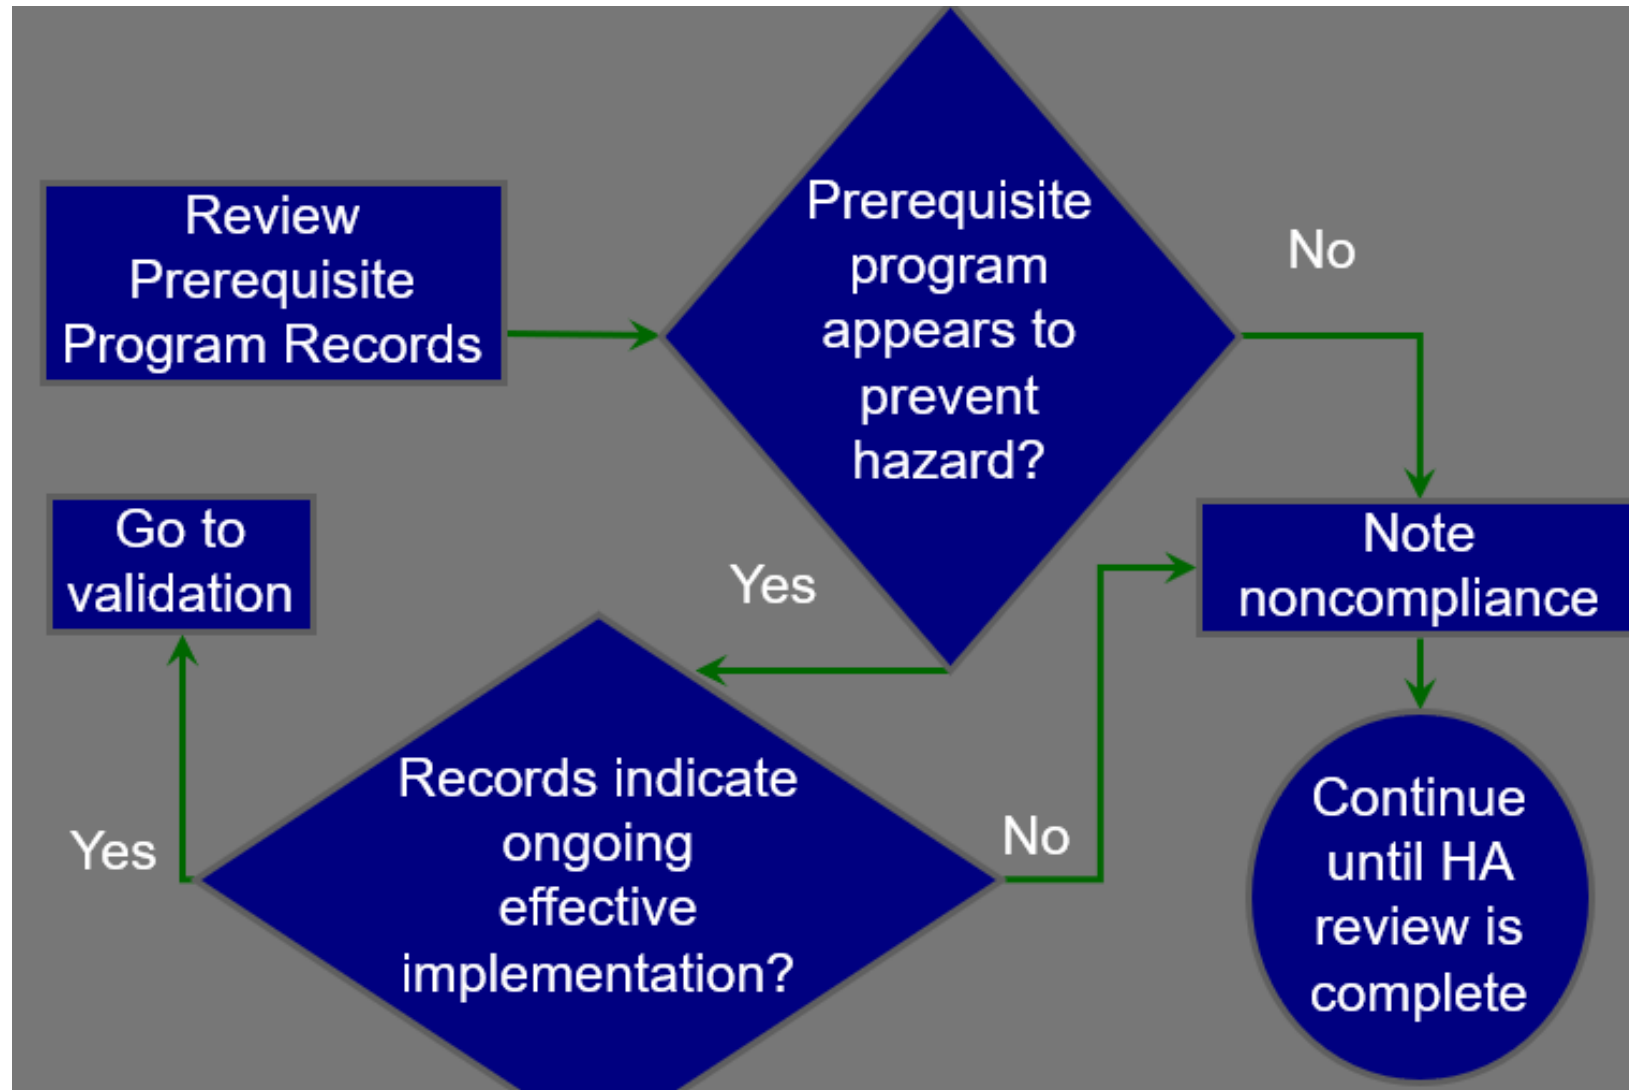 Review
Prerequisite
Program Records
Prerequisite
program
appears to
prevent
hazard?
No
Yes
Go to
validation
Note
noncompliance
Records indicate
ongoing
effective
implementation?
Yes
No
Continue
until HA
review is
complete